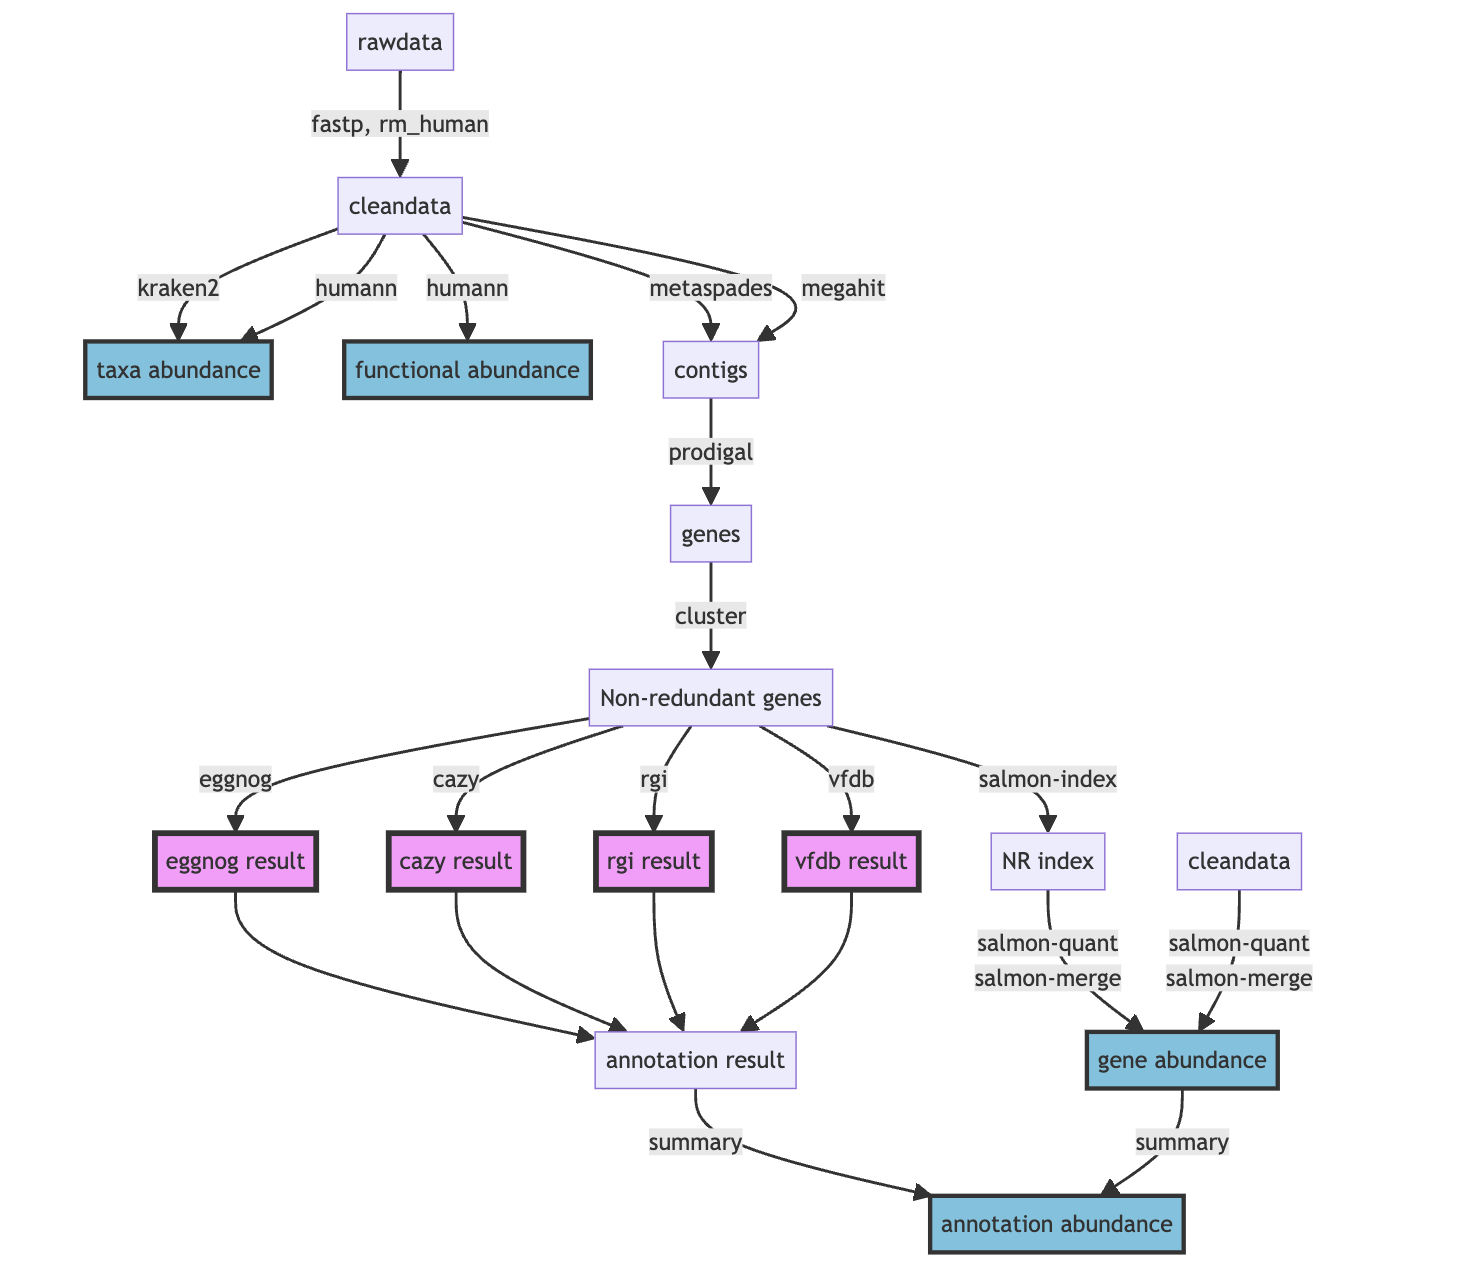 rawdata
fastp, rm_human
cleandata
kraken2
humann
humann
metaspades
megahit
taxa abundance
functional abundance
contigs
prodigal
genes
cluster
Non-redundant genes
eggnog
cazy
rgi
vfdb
salmon-index
eggnog result
cazy result
rgi result
vfdb result
NR index
cleandata
salmon-quant
salmon-merge
salmon-quant
salmon-merge
annotation result
gene abundance
summary
summary
annotation abundance